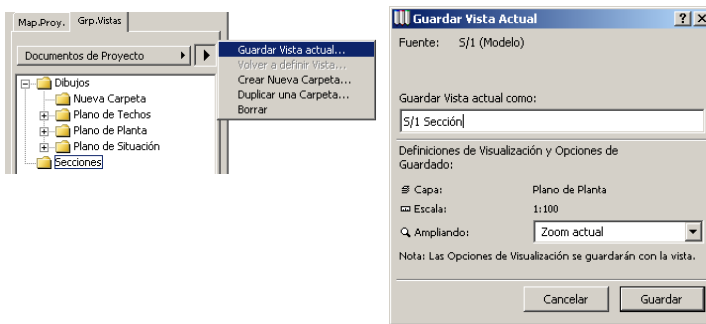 Map.Proy.
Grp.Vistas
Documentos de Proyecto
Dibujos
Nueva Carpeta
Plano de Techos
Plano de Planta
Plano de Situación
Secciones
Guardar Vista actual...
Volver a definir Vista...
Crear Nueva Carpeta...
Duplicar una Carpeta...
Borrar
Guardar Vista Actual
Fuente: S/1 (Modelo)
Guardar Vista actual como:
S/1 Sección
Definiciones de Visualización y Opciones de
Guardado:
Capa: Plano de Planta
Escala: 1:100
Ampliando: Zoom actual
Nota: Las Opciones de Visualización se guardarán con la vista.
Cancelar Guardar